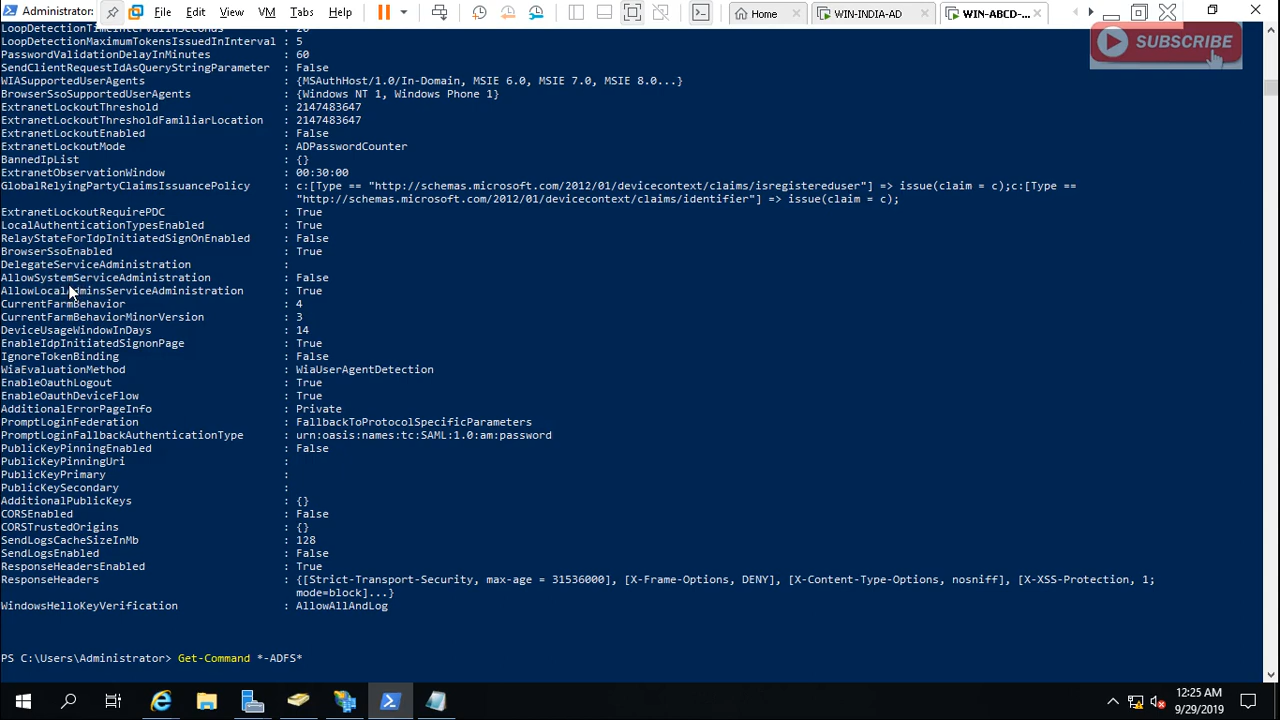 Administrator:
File Edit View VM Tabs Help
Home
WIN-INDIA-AD
WIN-ABCD-...
SUBSCRIBE
LoopDetectionTimeIntervalInSeconds : 20
LoopDetectionMaximumTokensIssuedInInterval : 5
PasswordValidationDelayInMinutes : 60
SendClientRequestIdAsQueryStringParameter : False
WIASupportedUserAgents : {MSAuthHost/1.0/In-Domain, MSIE 6.0, MSIE 7.0, MSIE 8.0...}
BrowserSsoSupportedUserAgents : {Windows NT 1, Windows Phone 1}
ExtranetLockoutThreshold : 2147483647
ExtranetLockoutThresholdFamiliarLocation : 2147483647
ExtranetLockoutEnabled : False
ExtranetLockoutMode : ADPasswordCounter
BannedIpList : {}
ExtranetObservationWindow : 00:30:00
GlobalRelyingPartyClaimsIssuancePolicy : c:[Type == "http://schemas.microsoft.com/2012/01/devicecontext/claims/isregistereduser"] => issue(claim = c);c:[Type ==
"http://schemas.microsoft.com/2012/01/devicecontext/claims/identifier"] => issue(claim = c);
ExtranetLockoutRequirePDC : True
LocalAuthenticationTypesEnabled : True
RelayStateForIdpInitiatedSignOnEnabled : False
BrowserSsoEnabled : True
DelegateServiceAdministration :
AllowSystemServiceAdministration : False
AllowLocalAdminsServiceAdministration : True
CurrentFarmBehavior : 4
CurrentFarmBehaviorMinorVersion : 3
DeviceUsageWindowInDays : 14
EnableIdpInitiatedSignonPage : True
IgnoreTokenBinding : False
WiaEvaluationMethod : WiaUserAgentDetection
EnableOauthLogout : True
EnableOauthDeviceFlow : True
AdditionalErrorPageInfo : Private
PromptLoginFederation : FallbackToProtocolSpecificParameters
PromptLoginFallbackAuthenticationType : urn:oasis:names:tc:SAML:1.0:am:password
PublicKeyPinningEnabled : False
PublicKeyPinningUri :
PublicKeyPrimary :
PublicKeySecondary :
AdditionalPublicKeys : {}
CORSEnabled : False
CORSTrustedOrigins : {}
SendLogsCacheSizeInMb : 128
SendLogsEnabled : False
ResponseHeadersEnabled : True
ResponseHeaders : {[Strict-Transport-Security, max-age = 31536000], [X-Frame-Options, DENY], [X-Content-Type-Options, nosniff], [X-XSS-Protection, 1;
mode=block]...}
WindowsHelloKeyVerification : AllowAllAndLog
PS C:\Users\Administrator> Get-Command *-ADFS*
12:25 AM
9/29/2019